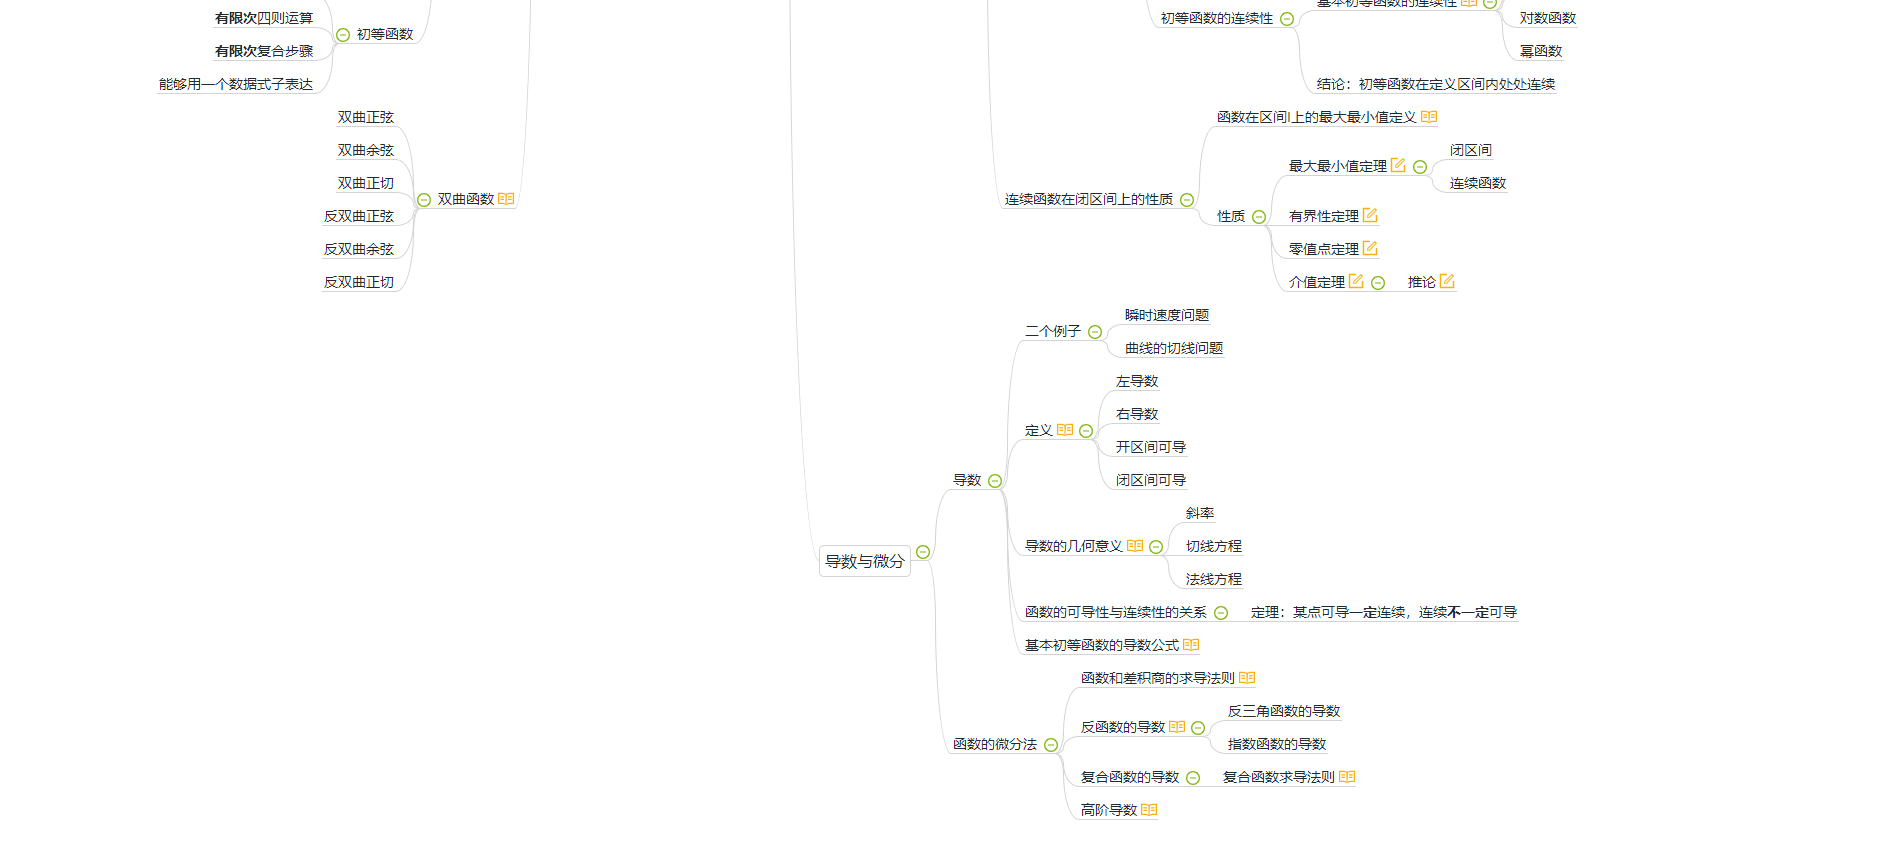 有限次四则运算
初等函数
有限次复合步骤
能够用一个数据式子表达
双曲正弦
双曲余弦
双曲正切
双曲函数
反双曲正弦
反双曲余弦
反双曲正切
基本初等函数的连续性
初等函数的连续性
对数函数
幂函数
结论：初等函数在定义区间内处处连续
函数在区间I上的最大最小值定义
闭区间
最大最小值定理
连续函数
连续函数在闭区间上的性质
性质
有界性定理
零值点定理
介值定理
推论
瞬时速度问题
二个例子
曲线的切线问题
左导数
右导数
定义
开区间可导
闭区间可导
导数
斜率
导数的几何意义
切线方程
法线方程
导数与微分
函数的可导性与连续性的关系
定理：某点可导一定连续，连续不一定可导
基本初等函数的导数公式
函数和差积商的求导法则
反三角函数的导数
反函数的导数
指数函数的导数
函数的微分法
复合函数的导数
复合函数求导法则
高阶导数